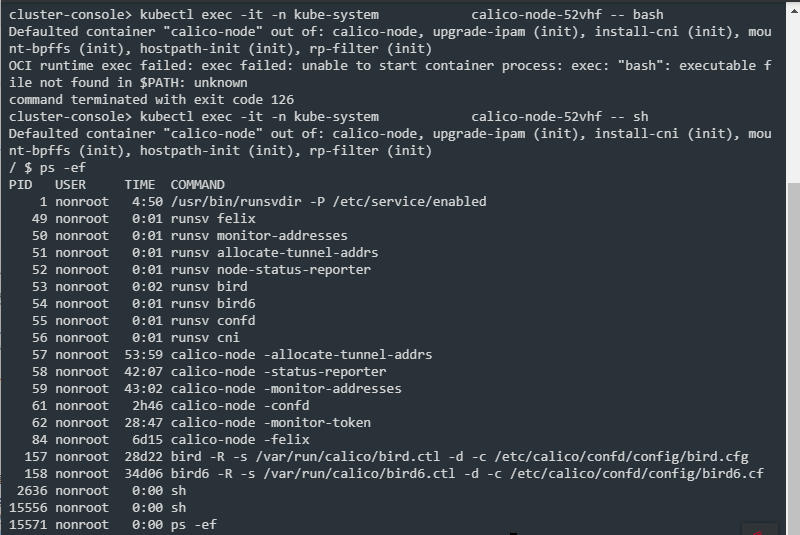 cluster-console> kubectl exec -it -n kube-system            calico-node-52vhf -- bash
Defaulted container "calico-node" out of: calico-node, upgrade-ipam (init), install-cni (init), mou
nt-bpffs (init), hostpath-init (init), rp-filter (init)
OCI runtime exec failed: exec failed: unable to start container process: exec: "bash": executable f
ile not found in $PATH: unknown
command terminated with exit code 126
cluster-console> kubectl exec -it -n kube-system            calico-node-52vhf -- sh
Defaulted container "calico-node" out of: calico-node, upgrade-ipam (init), install-cni (init), mou
nt-bpffs (init), hostpath-init (init), rp-filter (init)
/ $ ps -ef
PID   USER     TIME  COMMAND
    1 nonroot   4:50 /usr/bin/runsvdir -P /etc/service/enabled
   49 nonroot   0:01 runsv felix
   50 nonroot   0:01 runsv monitor-addresses
   51 nonroot   0:01 runsv allocate-tunnel-addrs
   52 nonroot   0:01 runsv node-status-reporter
   53 nonroot   0:02 runsv bird
   54 nonroot   0:01 runsv bird6
   55 nonroot   0:01 runsv confd
   56 nonroot   0:01 runsv cni
   57 nonroot  53:59 calico-node -allocate-tunnel-addrs
   58 nonroot  42:07 calico-node -status-reporter
   59 nonroot  43:02 calico-node -monitor-addresses
   61 nonroot   2h46 calico-node -confd
   62 nonroot  28:47 calico-node -monitor-token
   84 nonroot   6d15 calico-node -felix
  157 nonroot  28d22 bird -R -s /var/run/calico/bird.ctl -d -c /etc/calico/confd/config/bird.cfg
  158 nonroot  34d06 bird6 -R -s /var/run/calico/bird6.ctl -d -c /etc/calico/confd/config/bird6.cf
 2636 nonroot   0:00 sh
15556 nonroot   0:00 sh
15571 nonroot   0:00 ps -ef